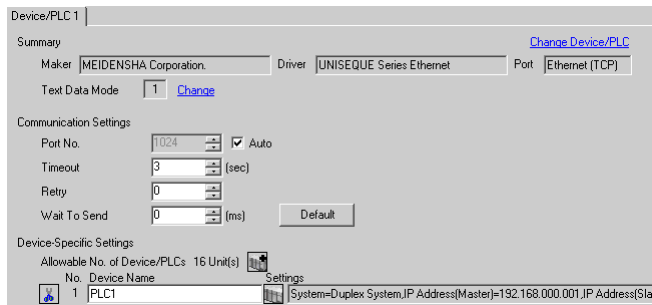 Device/PLC 1
Summary Change Device/PLC
Maker MEIDENSHA Corporation. Driver UNISEQUE Series Ethernet Port Ethernet (TCP)
Text Data Mode 1 Change
Communication Settings
Port No. 1024 Auto
Timeout 3 (sec)
Retry 0
Wait To Send 0 (ms) Default
Device-Specific Settings
Allowable No. of Device/PLCs 16 Unit(s)
No. Device Name Settings
1 PLC1 System=Duplex System,IP Address(Master)=192.168.000.001,IP Address(Sla